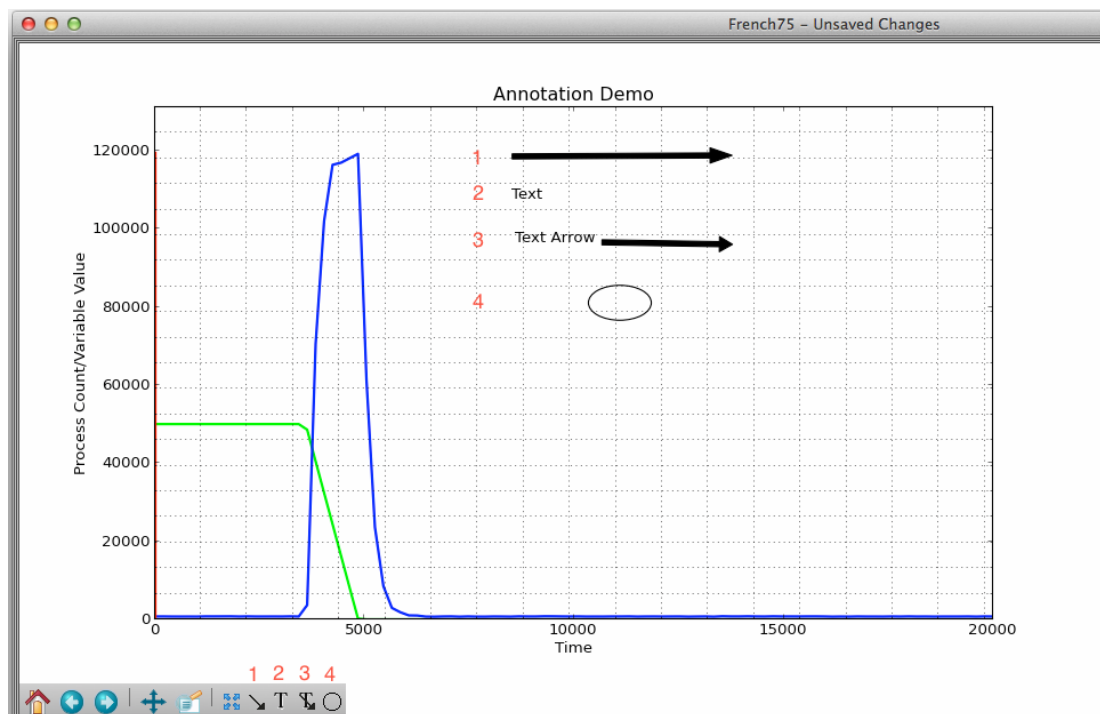 French75 – Unsaved Changes
Annotation Demo
Process Count/Variable Value
120000
100000
80000
60000
40000
20000
0
1
2 Text
3 Text Arrow
4
0 5000 10000 15000 20000
Time
1 2 3 4
T T